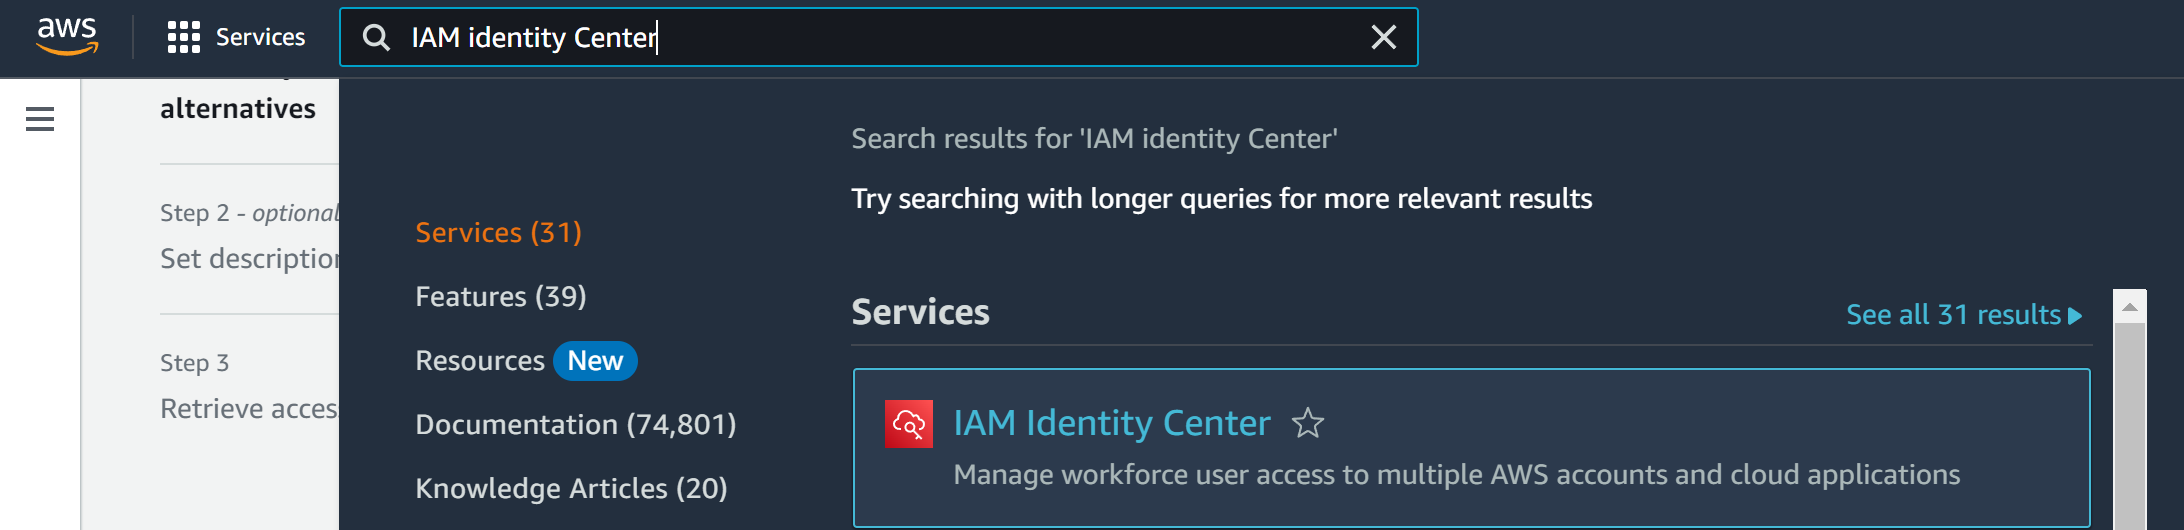 aws
Services
IAM identity Center
alternatives
Step 2 - optional
Set description
Step 3
Retrieve acces
Search results for 'IAM identity Center'
Try searching with longer queries for more relevant results
Services (31)
Features (39)
Resources New
Documentation (74,801)
Knowledge Articles (20)
Services
See all 31 results
IAM Identity Center
Manage workforce user access to multiple AWS accounts and cloud applications